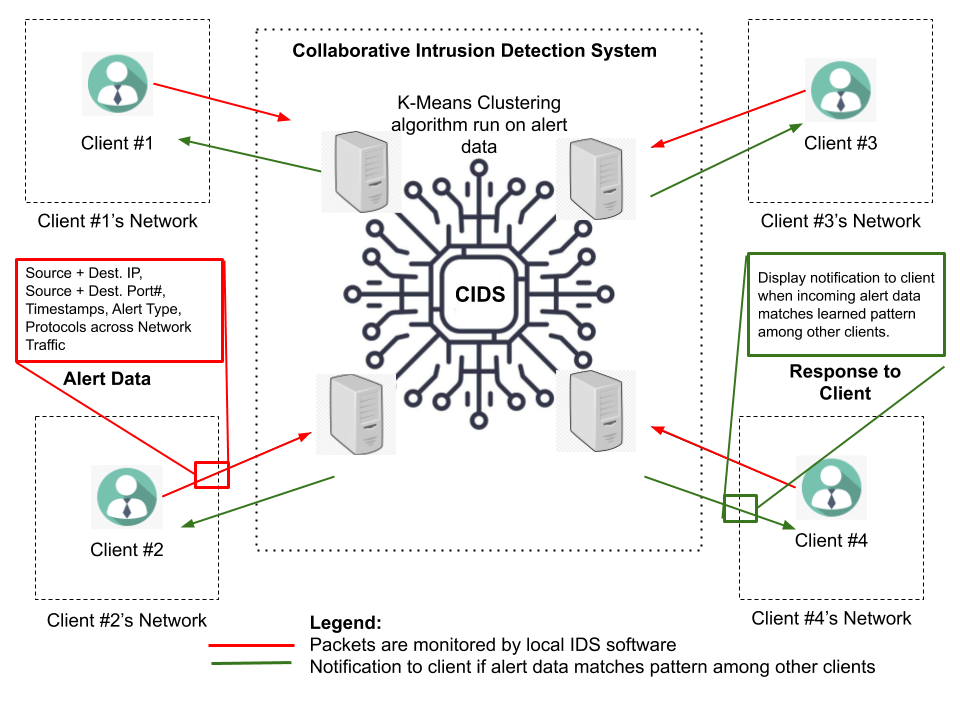 Collaborative Intrusion Detection System
K-Means Clustering
algorithm run on alert
data
Client #1
Client #1's Network
Client #3
Client #3's Network
Source + Dest. IP,
Source + Dest. Port#,
Timestamps, Alert Type,
Protocols across Network
Traffic
Alert Data
CIDS
Display notification to client
when incoming alert data
matches learned pattern
among other clients.
Response to
Client
Client #2
Client #2's Network
Client #4
Client #4's Network
Legend:
Packets are monitored by local IDS software
Notification to client if alert data matches pattern among other clients